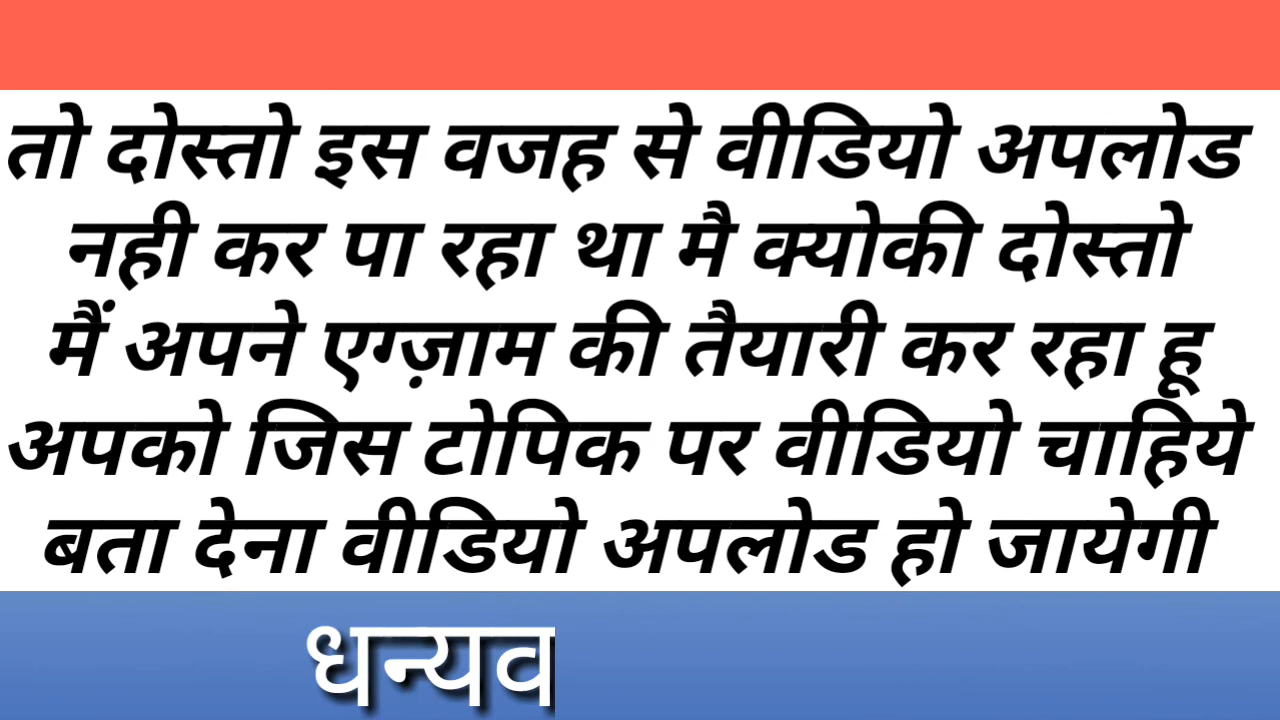 तो दोस्तो इस वजह से वीडियो अपलोड
नही कर पा रहा था मै क्योकी दोस्तो
मैं अपने एग्ज़ाम की तैयारी कर रहा हू
अपको जिस टोपिक पर वीडियो चाहिये
बता देना वीडियो अपलोड हो जायेगी
धन्यव